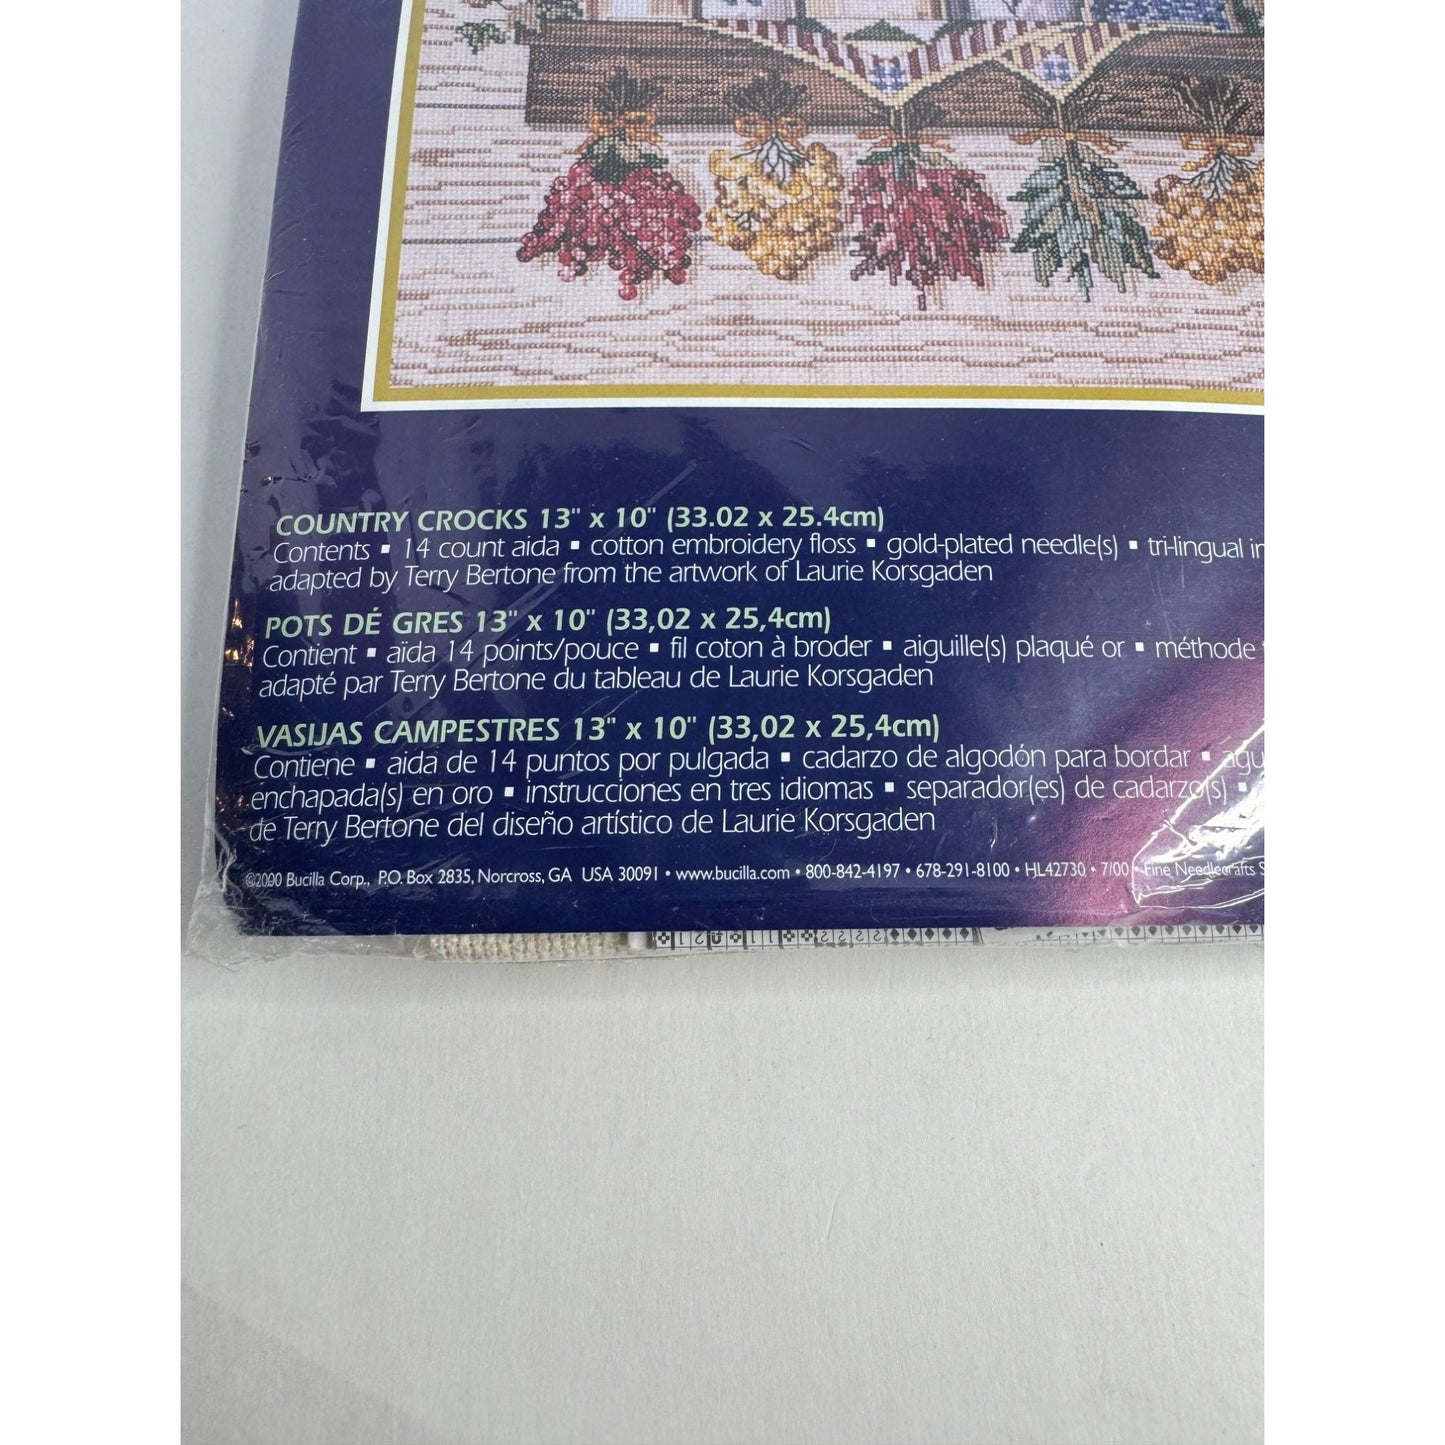 COUNTRY CROCKS 13" x 10" (33.02 x 25.4cm)
Contents ▪ 14 count aida ▪ cotton embroidery floss ▪ gold-plated needle(s) ▪ tri-lingual in
adapted by Terry Bertone from the artwork of Laurie Korsgaden
POTS DÉ GRES 13" x 10" (33,02 x 25,4cm)
Contient ▪ aïda 14 points/pouce ▪ fil coton à broder ▪ aiguille(s) plaqué or ▪ méthode
adapté par Terry Bertone du tableau de Laurie Korsgaden
VASIJAS CAMPESTRES 13" x 10" (33,02 x 25,4cm)
Contiene ▪ aida de 14 puntos por pulgada ▪ cadarzo de algodón para bordar ▪ agu
enchapada(s) en oro ▪ instrucciones en tres idiomas ▪ separador(es) de cadarzo(s) ▪
de Terry Bertone del diseño artístico de Laurie Korsgaden
©2000 Bucilla Corp., P.O. Box 2835, Norcross, GA USA 30091 • www.bucilla.com • 800-842-4197 • 678-291-8100 • HL42730 • 7/00 • Fine Needlecrafts S